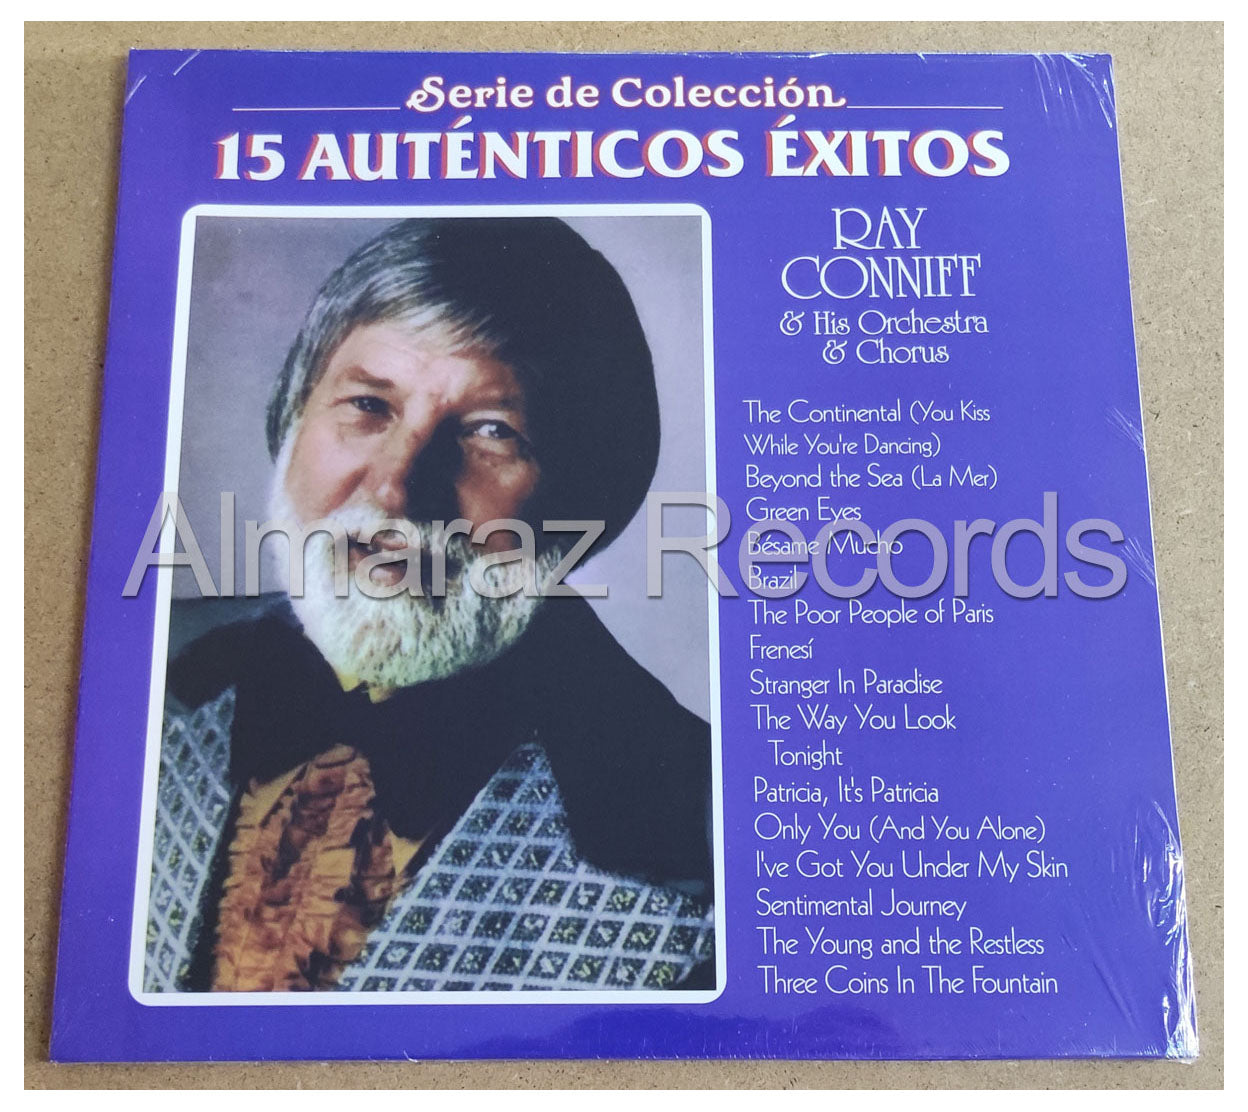 Serie de Colección
15 AUTÉNTICOS ÉXITOS
RAY
CONNIFF
& His Orchestra
& Chorus
The Continental (You Kiss
While You're Dancing)
Beyond the Sea (La Mer)
Green Eyes
Bésame Mucho
Brazil
The Poor People of Paris
Frenesí
Stranger In Paradise
The Way You Look
Tonight
Patricia, It's Patricia
Only You (And You Alone)
I've Got You Under My Skin
Sentimental Journey
The Young and the Restless
Three Coins In The Fountain
Almaraz Records